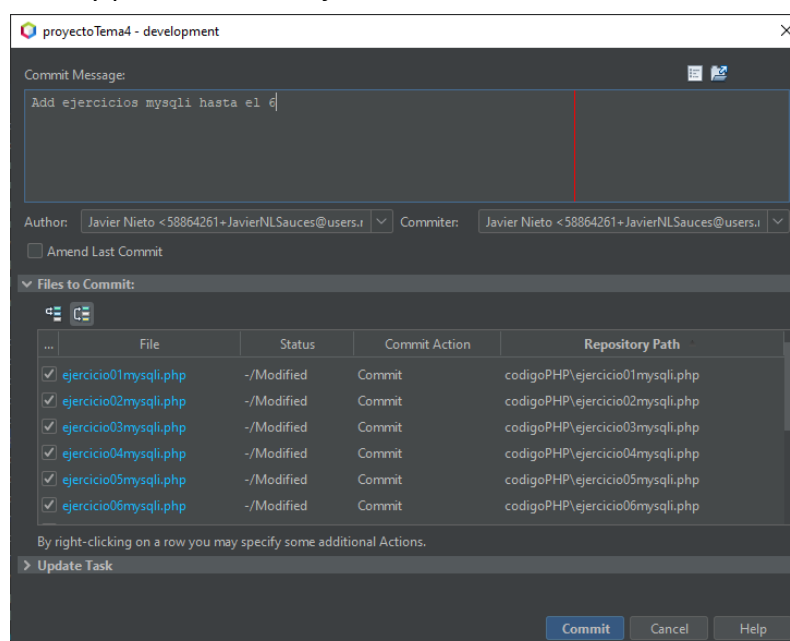 proyectoTema4 - development
Commit Message:
Add ejercicios mysqli hasta el 6
Author: Javier Nieto <58864261+JavierNLSauces@users.r Commiter: Javier Nieto <58864261+JavierNLSauces@users.r
Amend Last Commit
Files to Commit:
... File Status Commit Action Repository Path
ejercicio01mysqli.php -/Modified Commit codigoPHP\ejercicio01mysqli.php
ejercicio02mysqli.php -/Modified Commit codigoPHP\ejercicio02mysqli.php
ejercicio03mysqli.php -/Modified Commit codigoPHP\ejercicio03mysqli.php
ejercicio04mysqli.php -/Modified Commit codigoPHP\ejercicio04mysqli.php
ejercicio05mysqli.php -/Modified Commit codigoPHP\ejercicio05mysqli.php
ejercicio06mysqli.php -/Modified Commit codigoPHP\ejercicio06mysqli.php
By right-clicking on a row you may specify some additional Actions.
Update Task
Commit Cancel Help